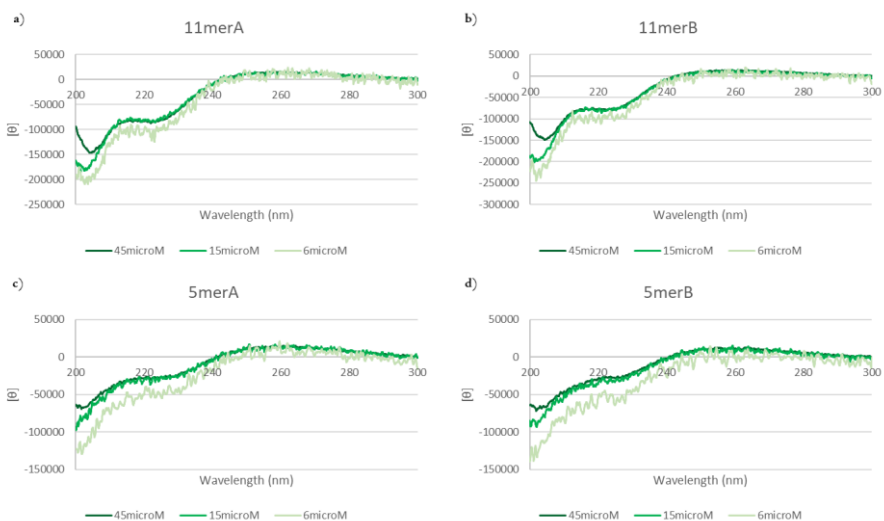 a)
11merA
50000
0
-50000
-100000
-150000
-200000
-250000
200 220 240 260 280 300
[θ]
Wavelength (nm)
45microM 15microM 6microM
b)
11merB
50000
0
-50000
-100000
-150000
-200000
-250000
-300000
200 220 240 260 280 300
[θ]
Wavelength (nm)
45microM 15microM 6microM
c)
5merA
50000
0
-50000
-100000
-150000
200 220 240 260 280 300
[θ]
Wavelength (nm)
45microM 15microM 6microM
d)
5merB
50000
0
-50000
-100000
-150000
200 220 240 260 280 300
[θ]
Wavelength (nm)
45microM 15microM 6microM